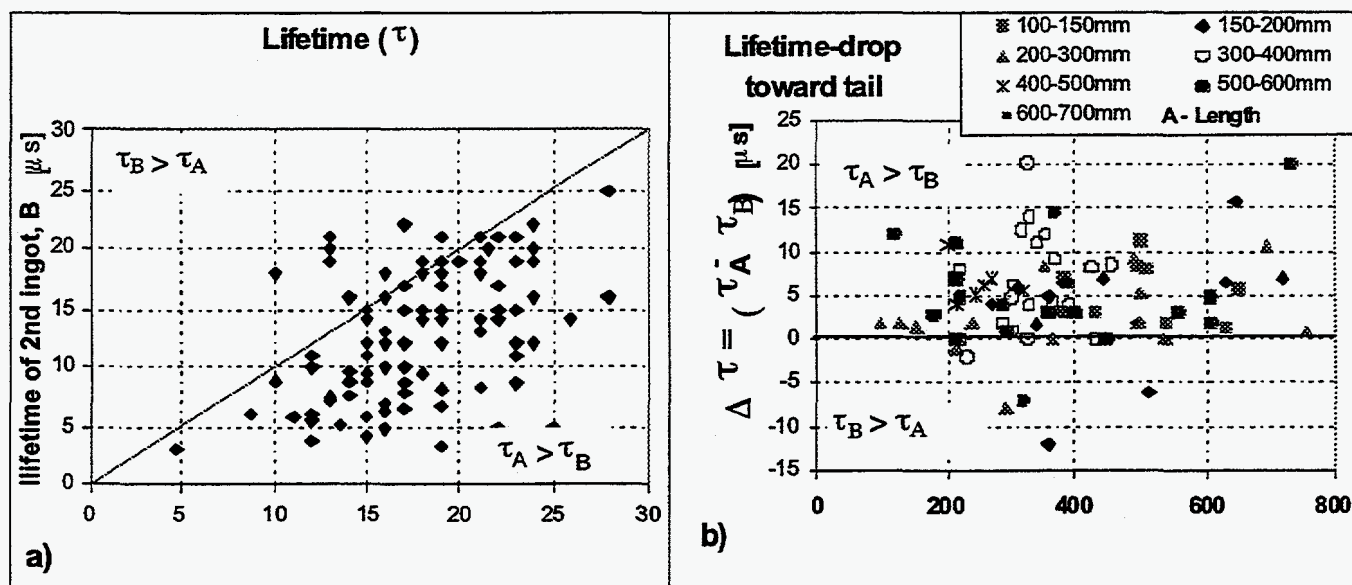 Lifetime (τ)
30
25
20
15
10
5
0
0 5 10 15 20 25 30
Ilifetime of 2nd ingot, B [μs]
τB > τA
τA > τB
a)
Lifetime-drop
toward tail
100-150mm 150-200mm
200-300mm 300-400mm
400-500mm 500-600mm
600-700mm A - Length
25
20
15
10
5
0
-5
-10
-15
0 200 400 600 800
Δ τ = (τA - τB) [μs]
τA > τB
τB > τA
b)